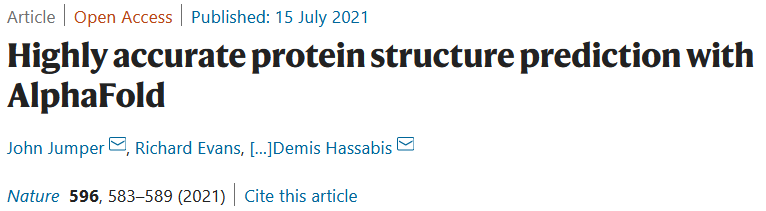 Article | Open Access | Published: 15 July 2021
Highly accurate protein structure prediction with
AlphaFold
John Jumper, Richard Evans, [...]Demis Hassabis
Nature 596, 583–589 (2021) | Cite this article